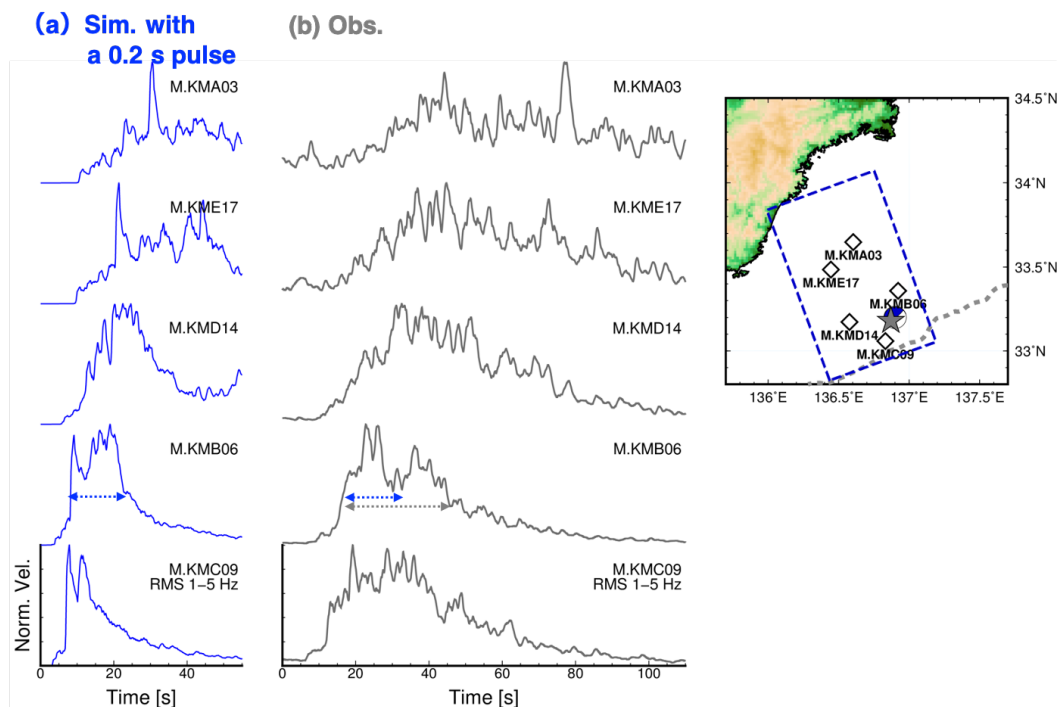 (a) Sim. with
a 0.2 s pulse
(b) Obs.
M.KMA03
M.KME17
M.KMD14
M.KMB06
M.KMC09
RMS 1−5 Hz
Norm. Vel.
0 20 40
Time [s]
M.KMA03
M.KME17
M.KMD14
M.KMB06
M.KMC09
RMS 1−5 Hz
0 20 40 60 80 100
Time [s]
34.5˚N
34˚N
33.5˚N
33˚N
M.KMA03
M.KME17
M.KMB06
M.KMD14
M.KMC09
136˚E 136.5˚E 137˚E 137.5˚E